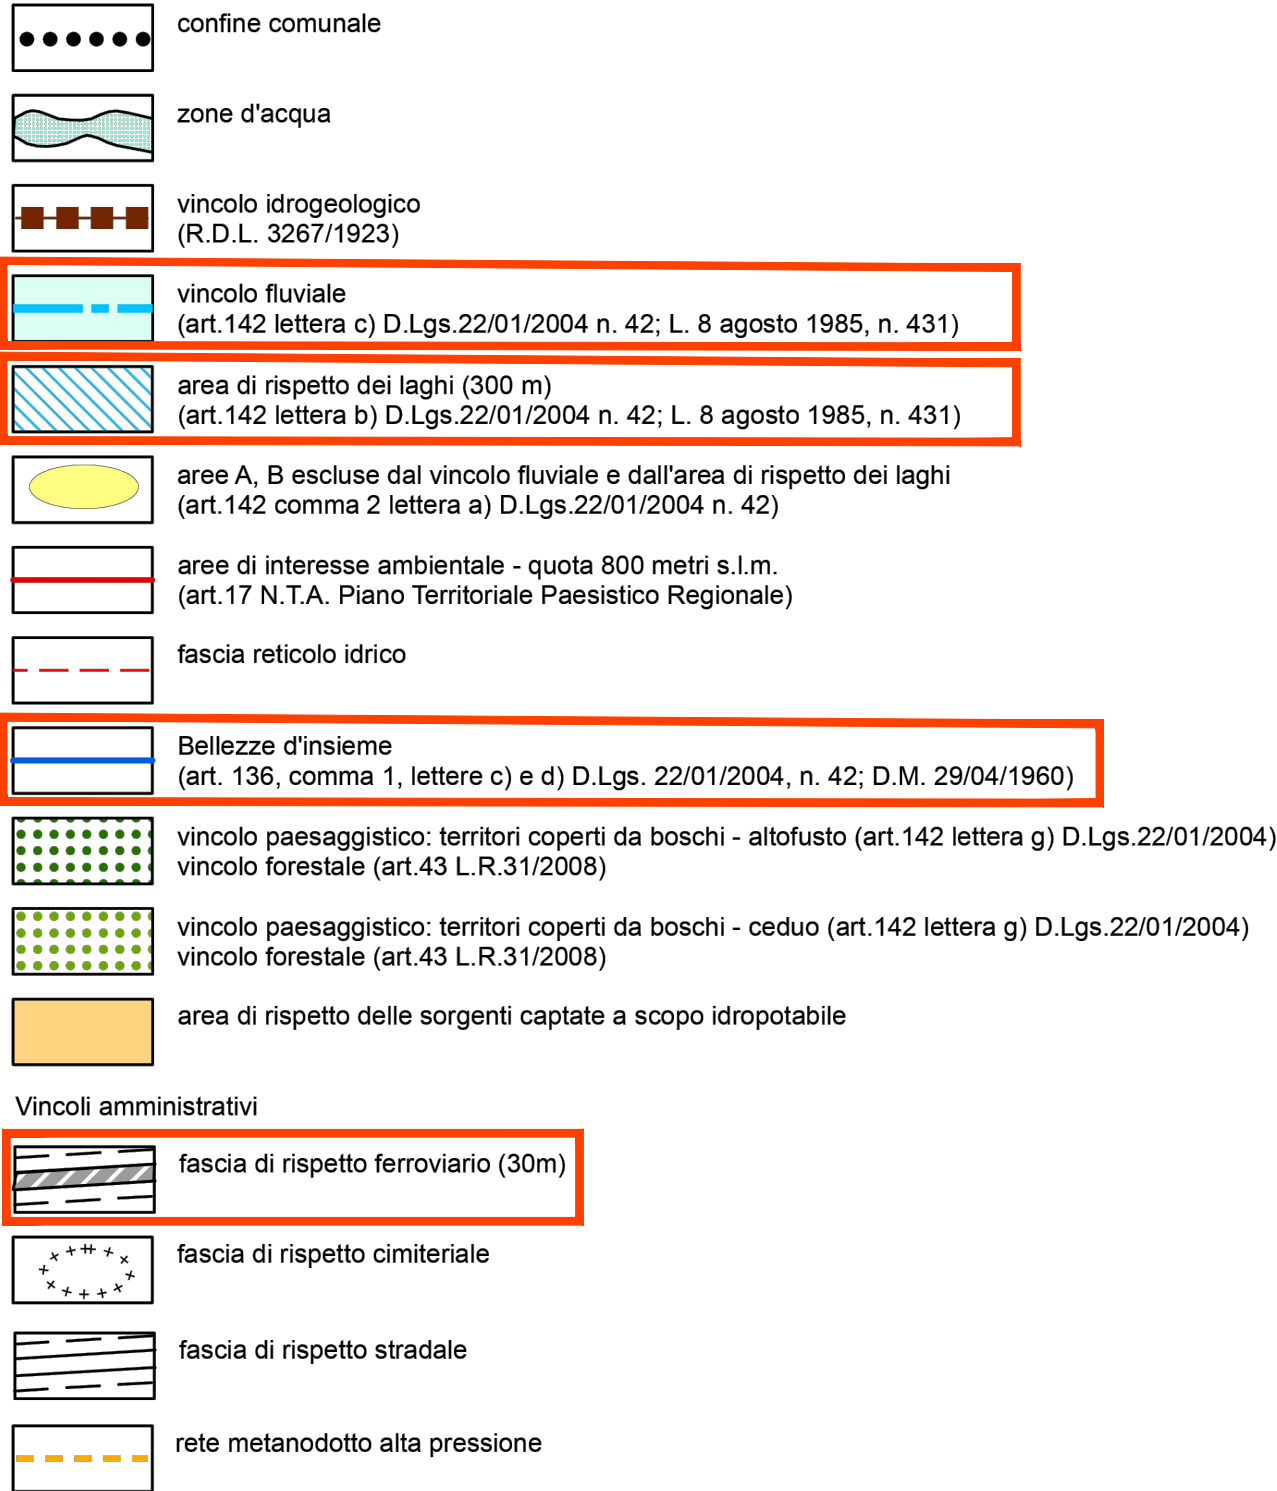 confine comunale
zone d'acqua
vincolo idrogeologico
(R.D.L. 3267/1923)
vincolo fluviale
(art.142 lettera c) D.Lgs.22/01/2004 n. 42; L. 8 agosto 1985, n. 431)
area di rispetto dei laghi (300 m)
(art.142 lettera b) D.Lgs.22/01/2004 n. 42; L. 8 agosto 1985, n. 431)
aree A, B escluse dal vincolo fluviale e dall'area di rispetto dei laghi
(art.142 comma 2 lettera a) D.Lgs.22/01/2004 n. 42)
aree di interesse ambientale - quota 800 metri s.l.m.
(art.17 N.T.A. Piano Territoriale Paesistico Regionale)
fascia reticolo idrico
Bellezze d'insieme
(art. 136, comma 1, lettere c) e d) D.Lgs. 22/01/2004, n. 42; D.M. 29/04/1960)
vincolo paesaggistico: territori coperti da boschi - altofusto (art.142 lettera g) D.Lgs.22/01/2004)
vincolo forestale (art.43 L.R.31/2008)
vincolo paesaggistico: territori coperti da boschi - ceduo (art.142 lettera g) D.Lgs.22/01/2004)
vincolo forestale (art.43 L.R.31/2008)
area di rispetto delle sorgenti captate a scopo idropotabile
Vincoli amministrativi
fascia di rispetto ferroviario (30m)
fascia di rispetto cimiteriale
fascia di rispetto stradale
rete metanodotto alta pressione